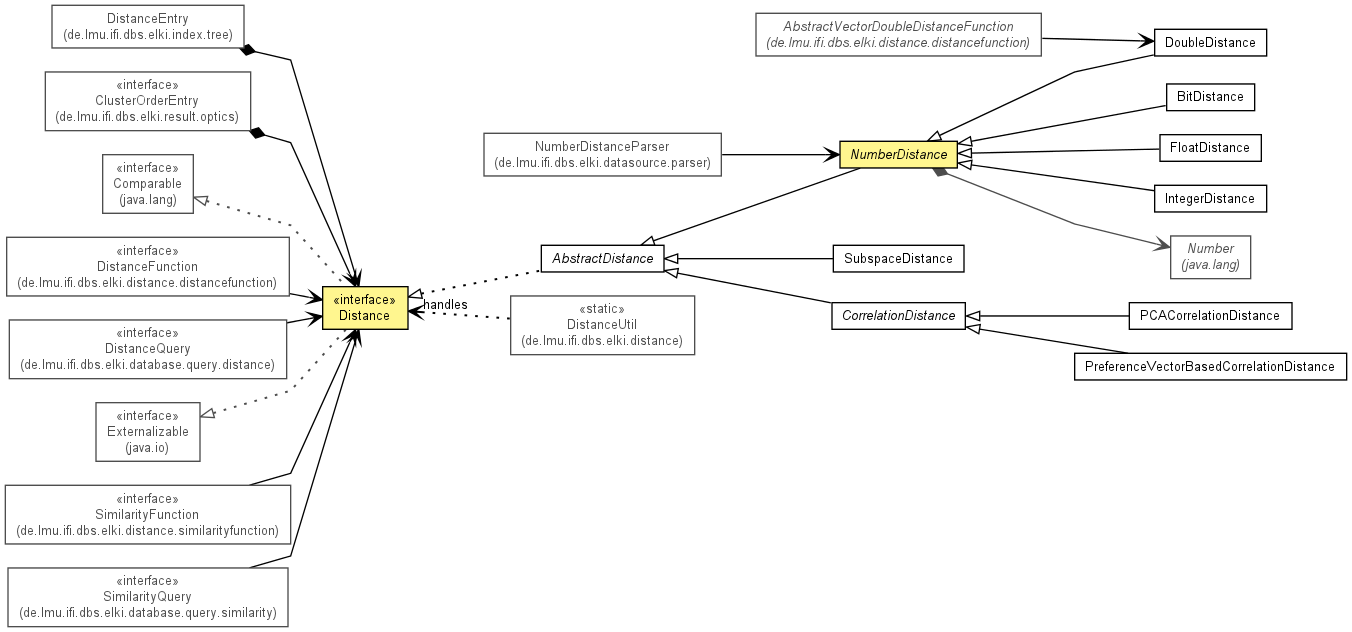 DistanceEntry
(de.lmu.ifi.dbs.elki.index.tree)
«interface»
ClusterOrderEntry
(de.lmu.ifi.dbs.elki.result.optics)
«interface»
Comparable
(java.lang)
«interface»
DistanceFunction
(de.lmu.ifi.dbs.elki.distance.distancefunction)
«interface»
DistanceQuery
(de.lmu.ifi.dbs.elki.database.query.distance)
«interface»
Externalizable
(java.io)
«interface»
SimilarityFunction
(de.lmu.ifi.dbs.elki.distance.similarityfunction)
«interface»
SimilarityQuery
(de.lmu.ifi.dbs.elki.database.query.similarity)
«interface»
Distance
handles
NumberDistanceParser
(de.lmu.ifi.dbs.elki.datasource.parser)
AbstractDistance
«static»
DistanceUtil
(de.lmu.ifi.dbs.elki.distance)
AbstractVectorDoubleDistanceFunction
(de.lmu.ifi.dbs.elki.distance.distancefunction)
NumberDistance
SubspaceDistance
CorrelationDistance
DoubleDistance
BitDistance
FloatDistance
IntegerDistance
Number
(java.lang)
PCACorrelationDistance
PreferenceVectorBasedCorrelationDistance